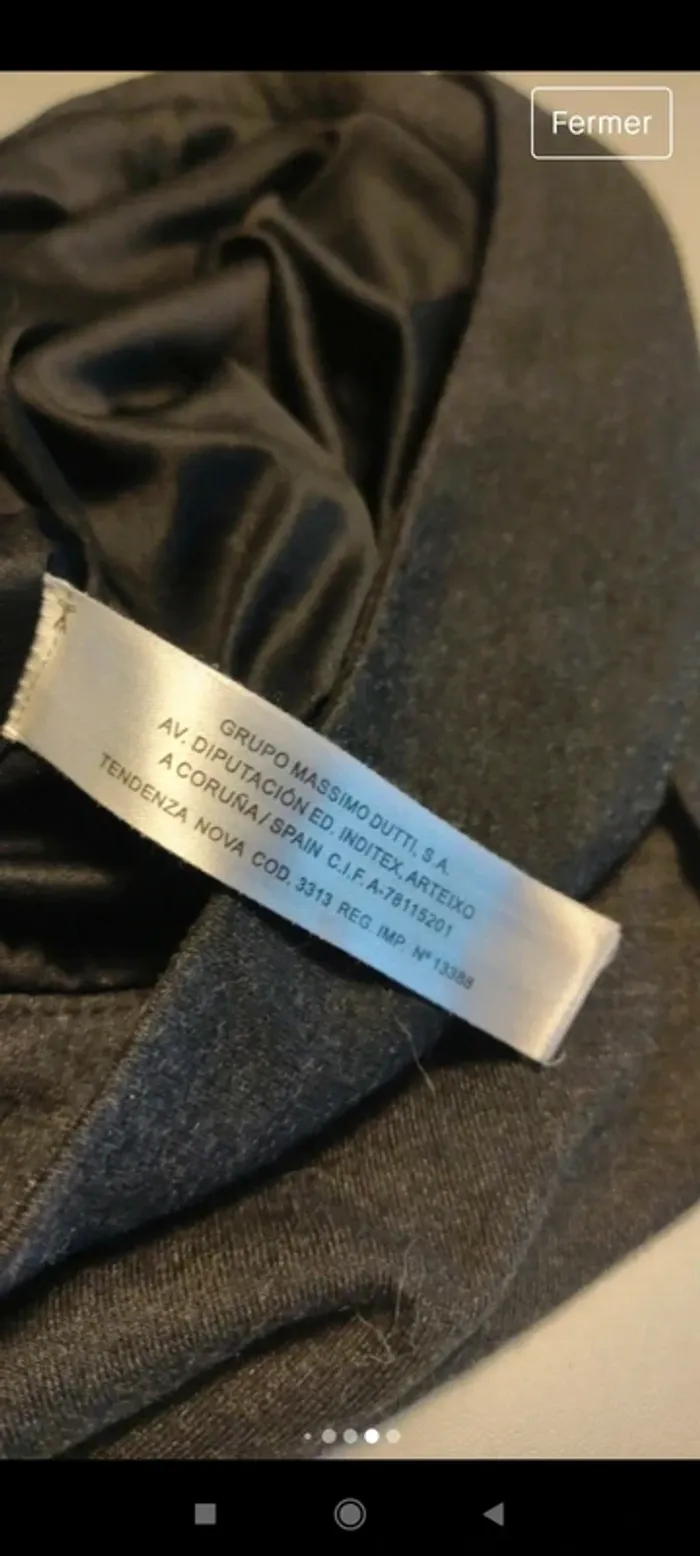 Fermer
GRUPO MASSIMO DUTTI, S A.
AV. DIPUTACIÓN ED. INDITEX, ARTEIXO
A CORUÑA / SPAIN C.I.F. A-78115201
TENDENZA NOVA COD. 3313 REG. IMP. Nº 13388